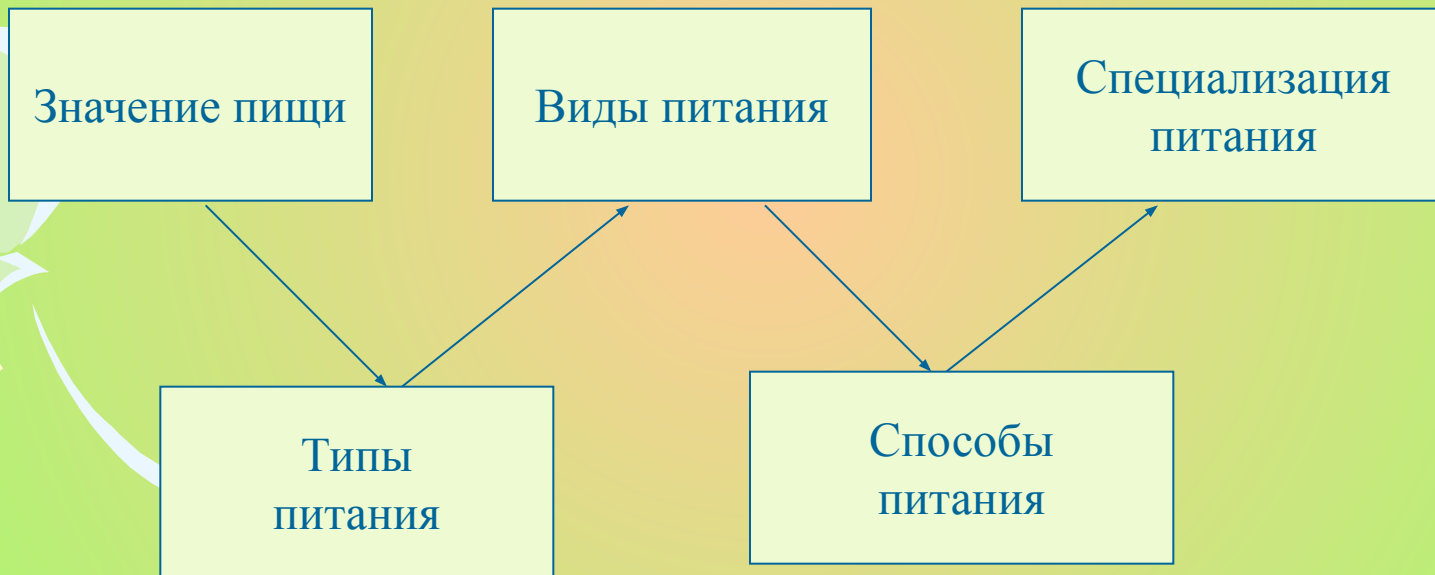 Значение пищи
Виды питания
Специализация
питания
Типы
питания
Способы
питания